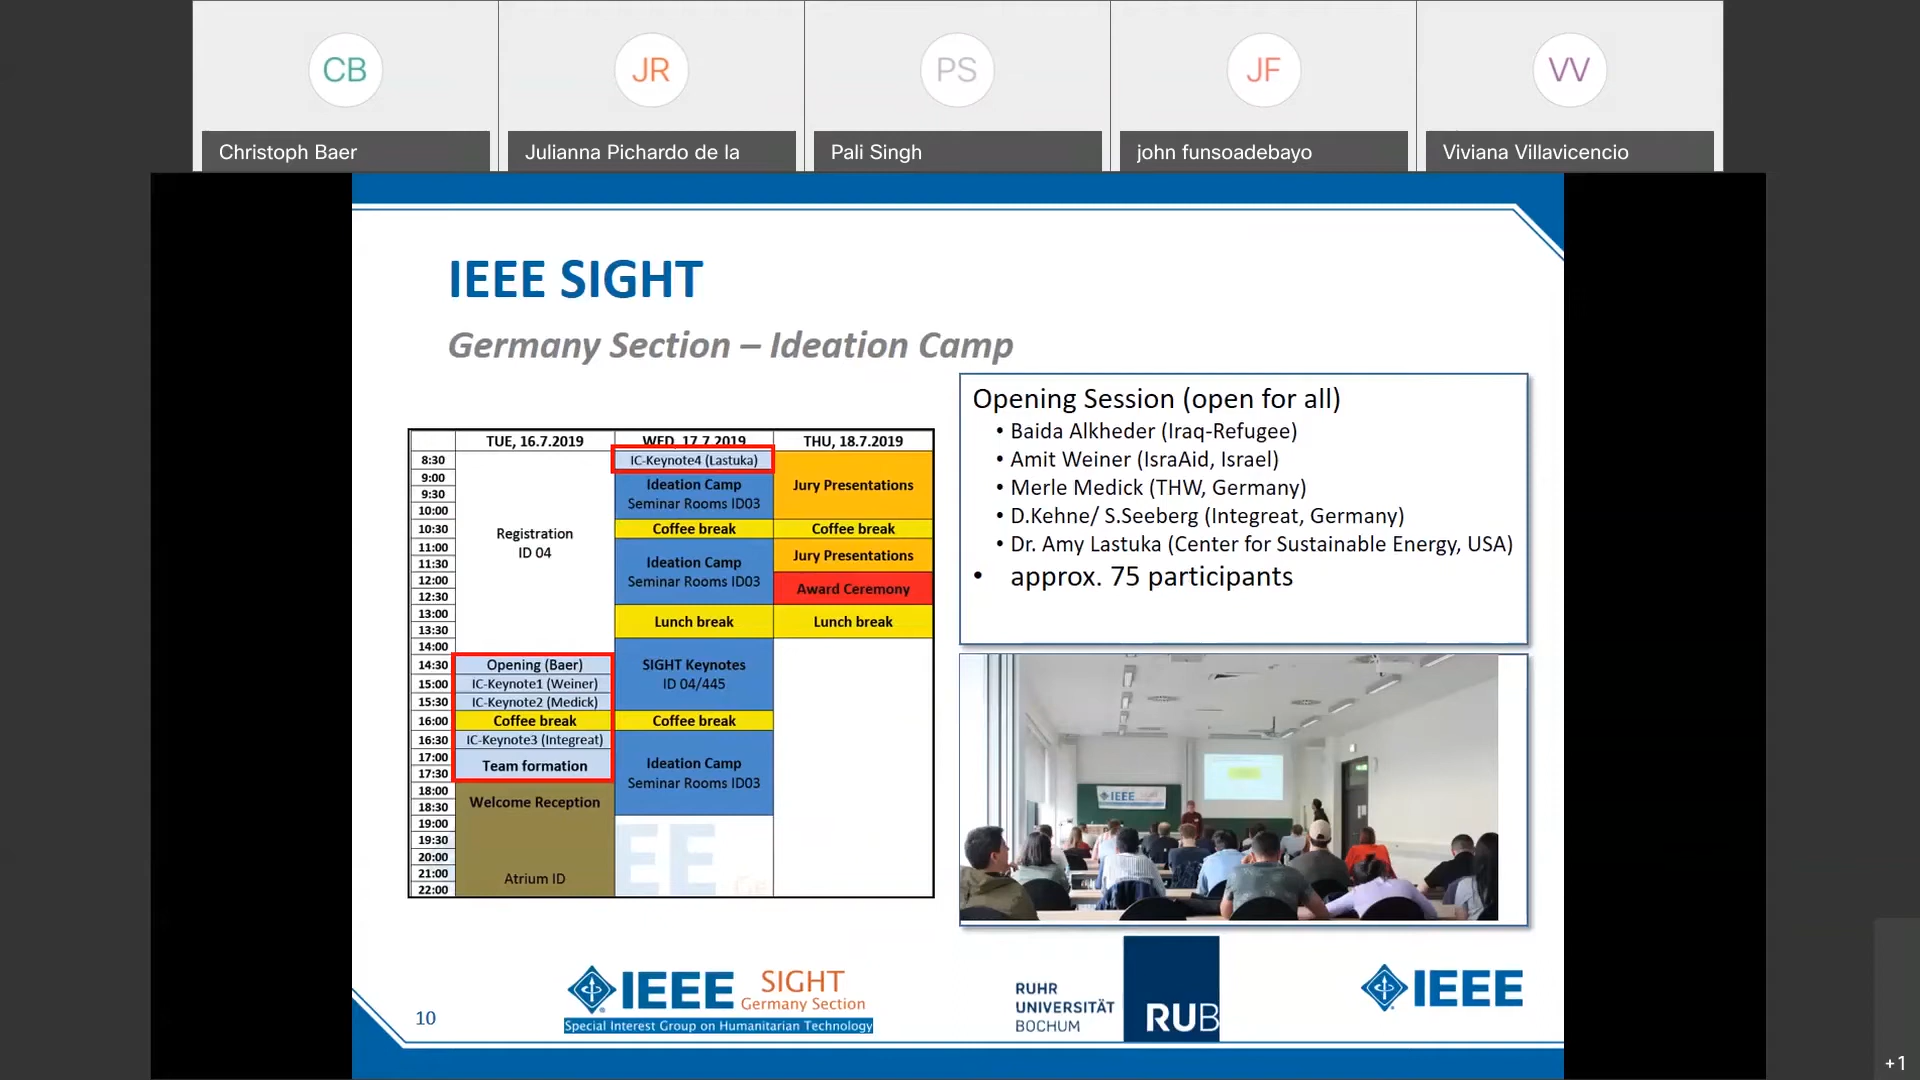 CB
JR
PS
JF
VV
Christoph Baer
Julianna Pichardo de la
Pali Singh
john funsoadebayo
Viviana Villavicencio
IEEE SIGHT
Germany Section – Ideation Camp
TUE, 16.7.2019 WED, 17.7.2019 THU, 18.7.2019
8:30
9:00
9:30
10:00
10:30
11:00
11:30
12:00
12:30
13:00
13:30
14:00
14:30
15:00
15:30
16:00
16:30
17:00
17:30
18:00
18:30
19:00
19:30
20:00
21:00
22:00
Registration
ID 04
Opening (Baer)
IC-Keynote1 (Weiner)
IC-Keynote2 (Medick)
Coffee break
IC-Keynote3 (Integreat)
Team formation
Welcome Reception
Atrium ID
IC-Keynote4 (Lastuka)
Ideation Camp
Seminar Rooms ID03
Coffee break
Ideation Camp
Seminar Rooms ID03
Lunch break
SIGHT Keynotes
ID 04/445
Coffee break
Ideation Camp
Seminar Rooms ID03
EE
Ge
Jury Presentations
Coffee break
Jury Presentations
Award Ceremony
Lunch break
Opening Session (open for all)
• Baida Alkheder (Iraq-Refugee)
• Amit Weiner (IsraAid, Israel)
• Merle Medick (THW, Germany)
• D.Kehne/ S.Seeberg (Integreat, Germany)
• Dr. Amy Lastuka (Center for Sustainable Energy, USA)
• approx. 75 participants
IEEE
10
IEEE SIGHT
Germany Section
Special Interest Group on Humanitarian Technology
RUHR
UNIVERSITÄT
BOCHUM
RUB
IEEE
+1